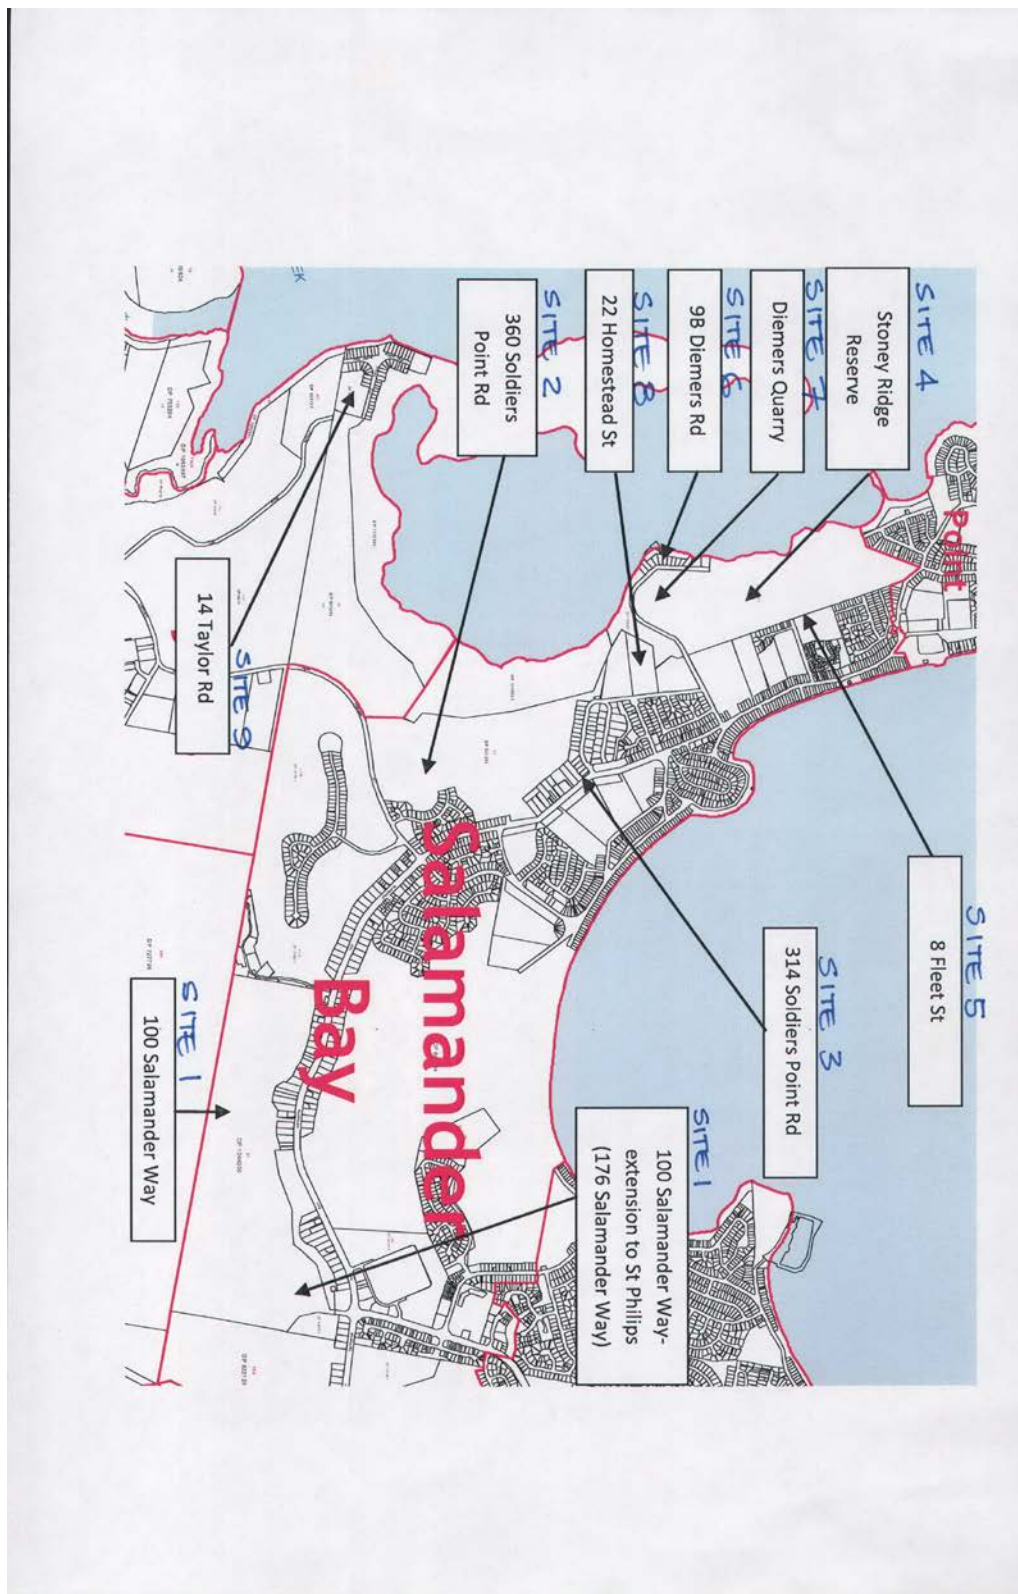 SITE 5
8 Fleet St
Point
SITE 4
Stoney Ridge
Reserve
SITE 3
314 Soldiers Point Rd
SITE 7
Diemers Quarry
SITE 6
9B Diemers Rd
SITE 1
100 Salamander Way-
extension to St Philips
(176 Salamander Way)
SITE 8
22 Homestead St
SITE 2
360 Soldiers
Point Rd
Salamander
Bay
EK
SITE 9
14 Taylor Rd
SITE 1
100 Salamander Way